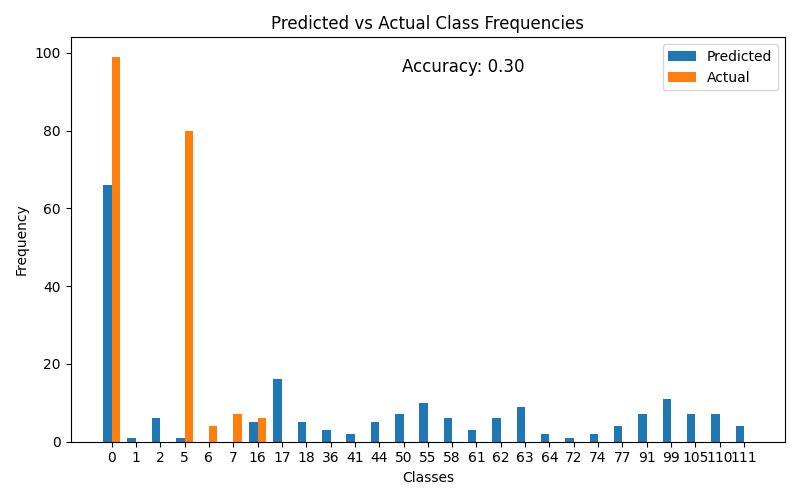 Predicted vs Actual Class Frequencies
Accuracy: 0.30
Predicted
Actual
Frequency
100
80
60
40
20
0
0 1 2 5 6 7 16 17 18 36 41 44 50 55 58 61 62 63 64 72 74 77 91 99 105 110 111
Classes